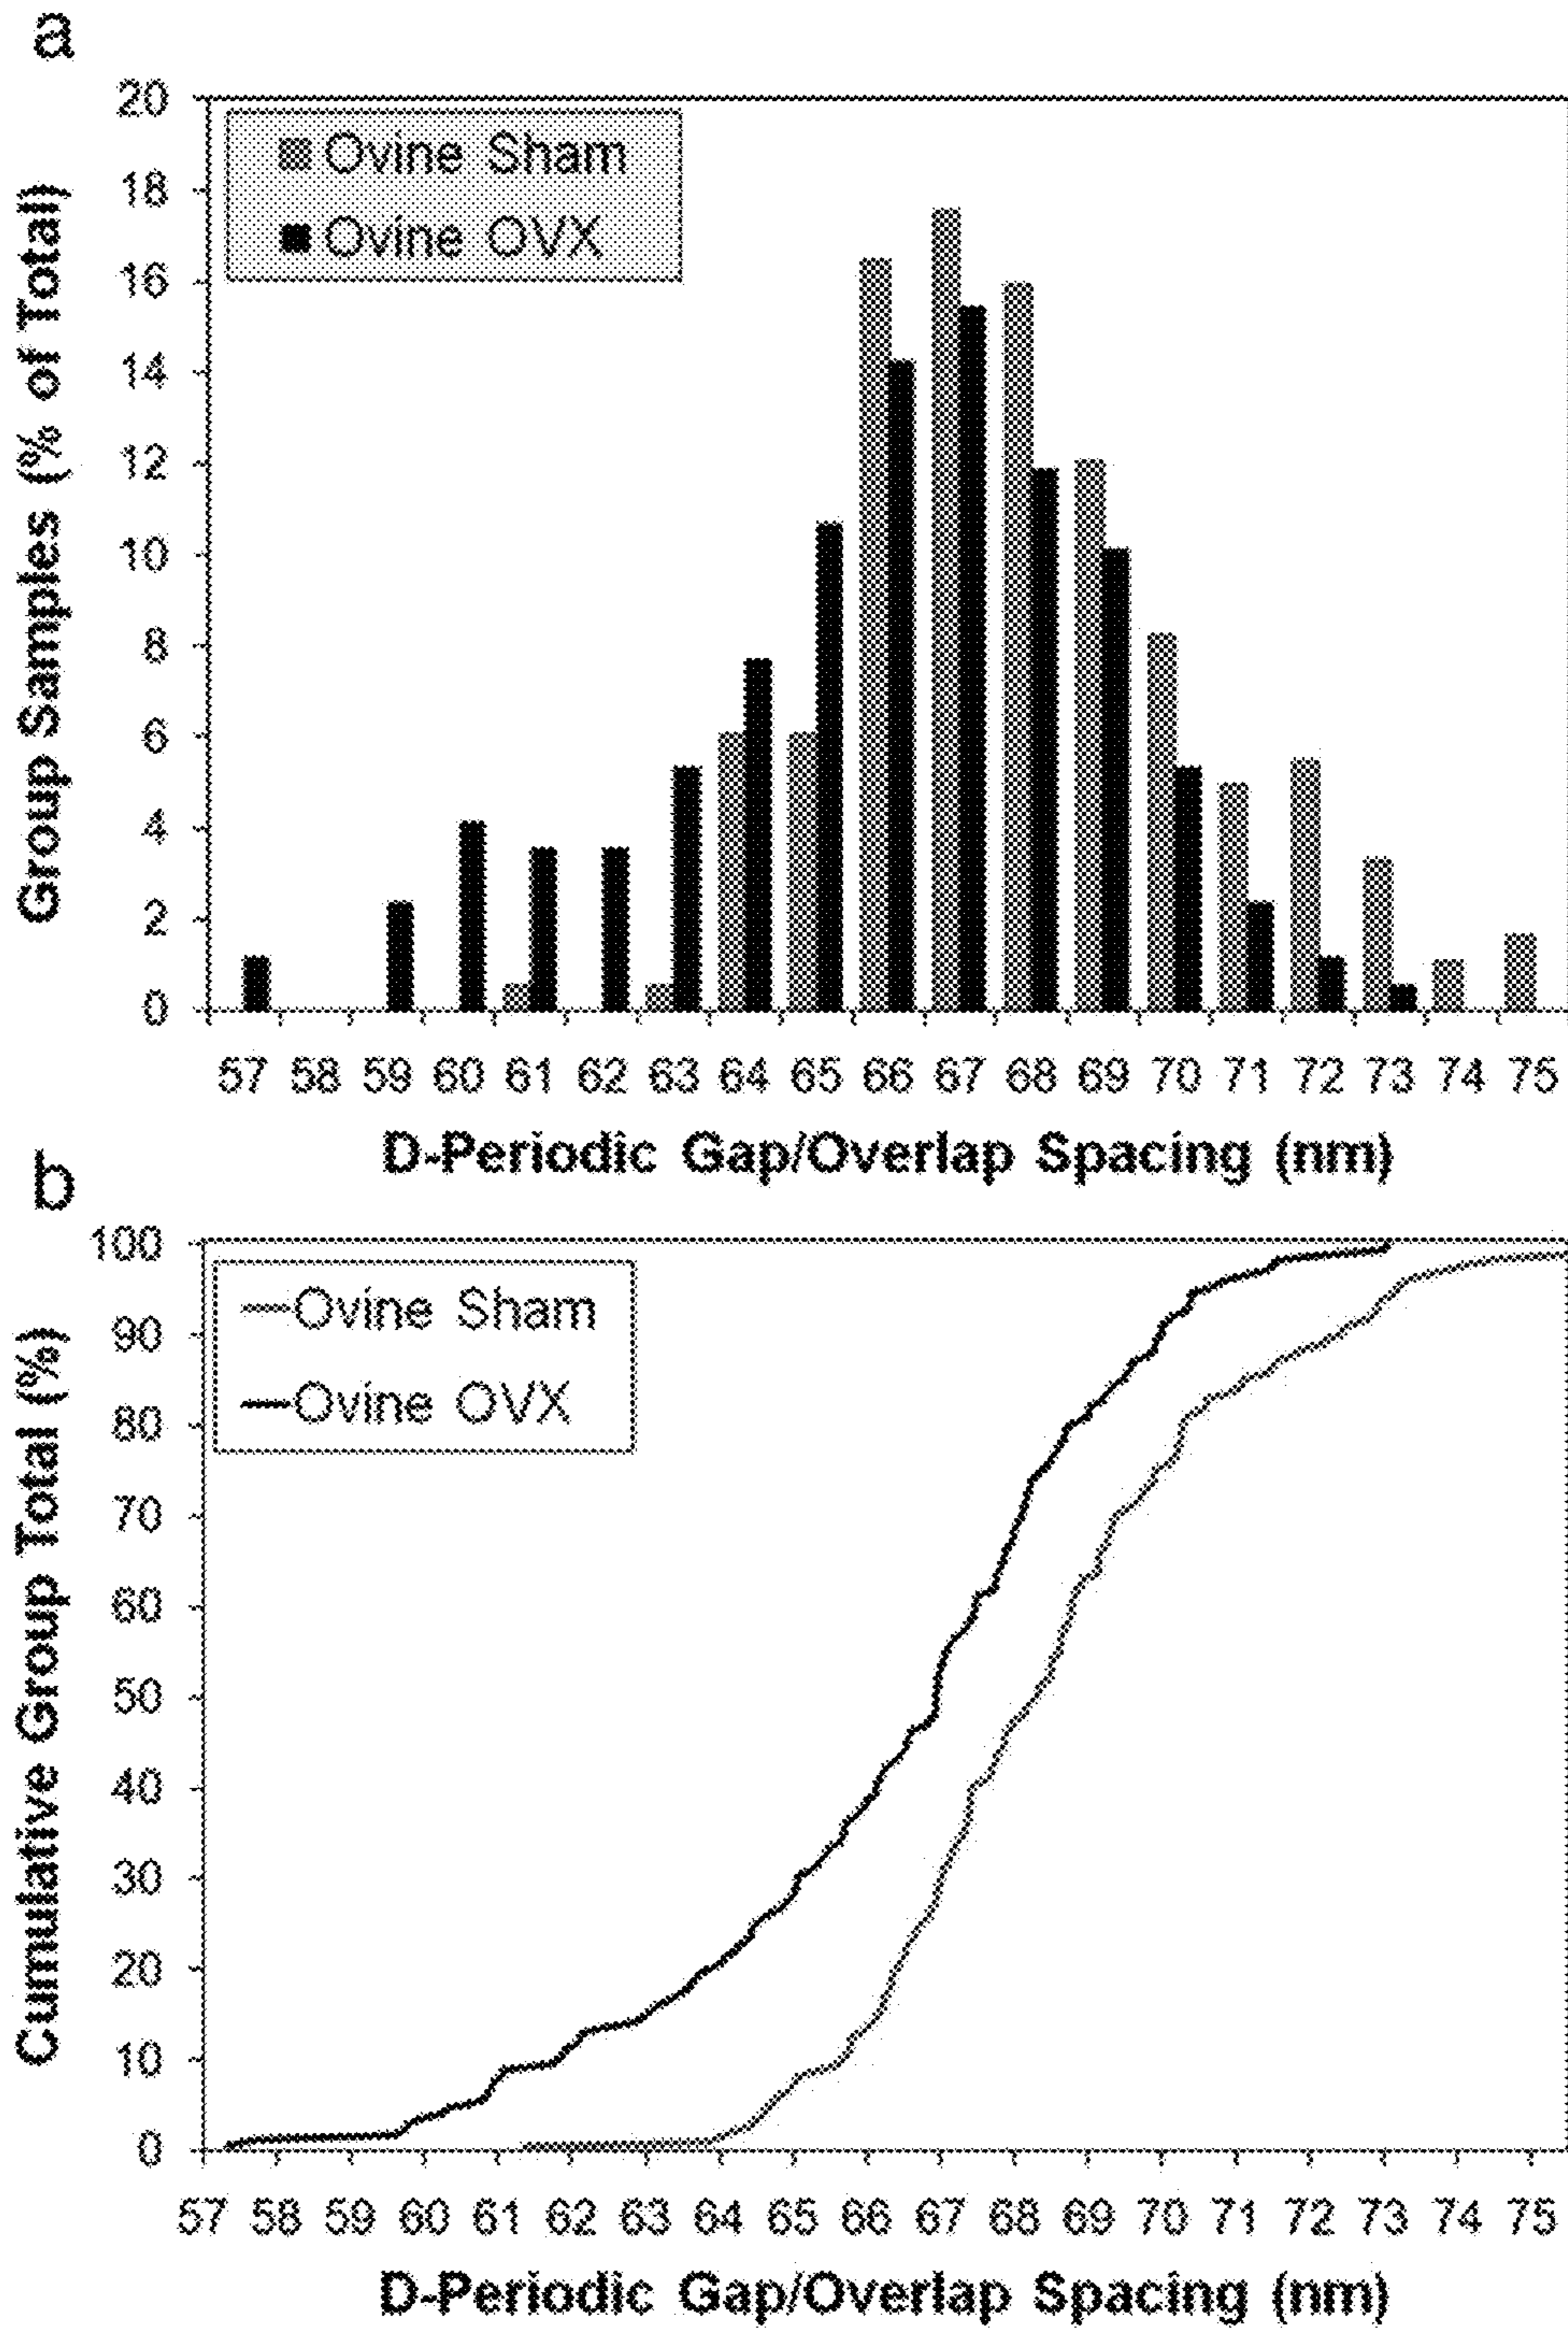 a
Group Samples (% of Total)
20
18
16
14
12
10
8
6
4
2
0
Ovine Sham
Ovine OVX
57 58 59 60 61 62 63 64 65 66 67 68 69 70 71 72 73 74 75
D-Periodic Gap/Overlap Spacing (nm)
b
Cumulative Group Total (%)
100
90
80
70
60
50
40
30
20
10
0
Ovine Sham
Ovine OVX
57 58 59 60 61 62 63 64 65 66 67 68 69 70 71 72 73 74 75
D-Periodic Gap/Overlap Spacing (nm)